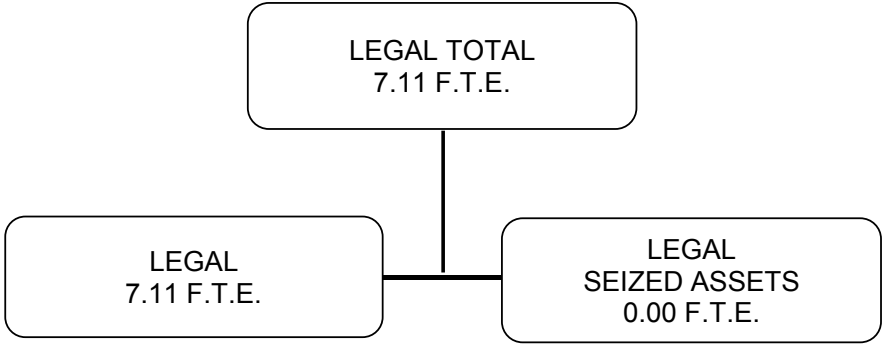 LEGAL TOTAL
7.11 F.T.E.
LEGAL
7.11 F.T.E.
LEGAL
SEIZED ASSETS
0.00 F.T.E.